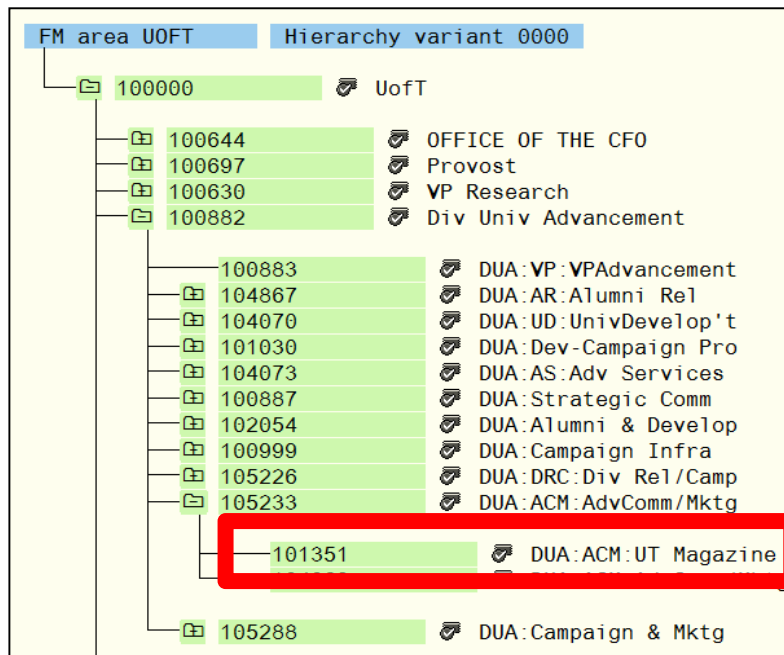 FM area UOFT Hierarchy variant 0000
100000 UofT
100644 OFFICE OF THE CFO
100697 Provost
100630 VP Research
100882 Div Univ Advancement
100883 DUA:VP:VPAdvancement
104867 DUA:AR:Alumni Rel
104070 DUA:UD:UnivDevelop't
101030 DUA:Dev-Campaign Pro
104073 DUA:AS:Adv Services
100887 DUA:Strategic Comm
102054 DUA:Alumni & Develop
100999 DUA:Campaign Infra
105226 DUA:DRC:Div Rel/Camp
105233 DUA:ACM:AdvComm/Mktg
101351 DUA:ACM:UT Magazine
105288 DUA:Campaign & Mktg